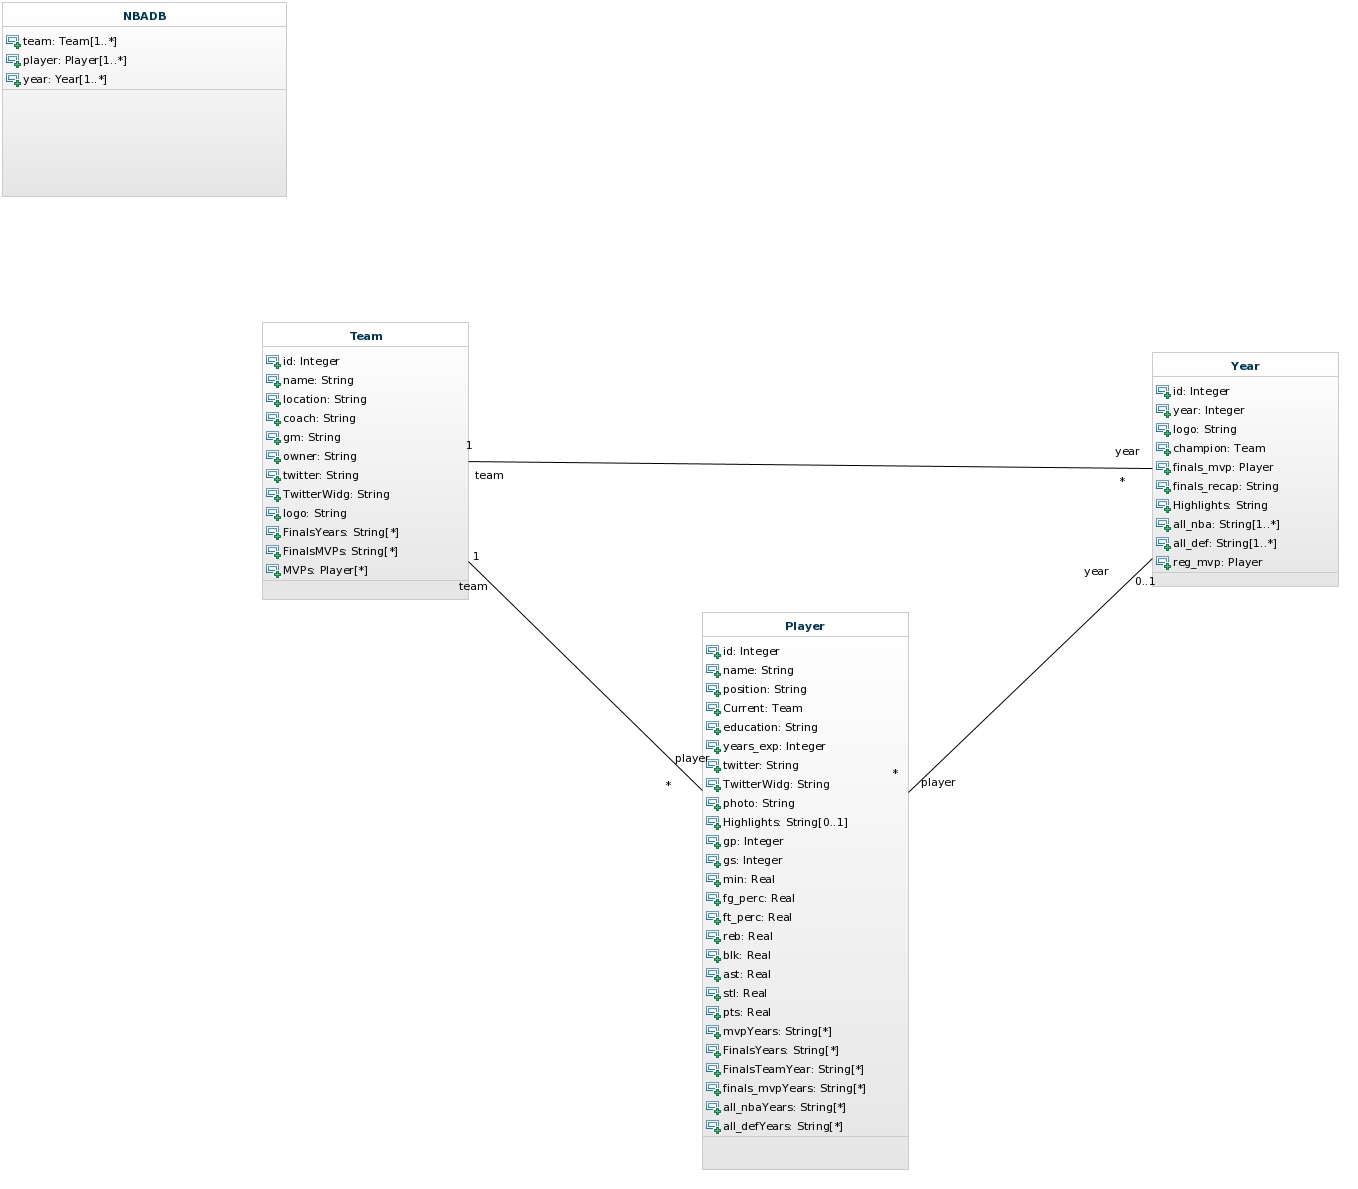 NBADB
team: Team[1..*]
player: Player[1..*]
year: Year[1..*]
Team
id: Integer
name: String
location: String
coach: String
gm: String
owner: String
twitter: String
TwitterWidg: String
logo: String
FinalsYears: String[*]
FinalsMVPs: String[*]
MVPs: Player[*]
1
team
year
*
1
team
player
*
Year
id: Integer
year: Integer
logo: String
champion: Team
finals_mvp: Player
finals_recap: String
Highlights: String
all_nba: String[1..*]
all_def: String[1..*]
reg_mvp: Player
year
0..1
*
player
Player
id: Integer
name: String
position: String
Current: Team
education: String
years_exp: Integer
twitter: String
TwitterWidg: String
photo: String
Highlights: String[0..1]
gp: Integer
gs: Integer
min: Real
fg_perc: Real
ft_perc: Real
reb: Real
blk: Real
ast: Real
stl: Real
pts: Real
mvpYears: String[*]
FinalsYears: String[*]
FinalsTeamYear: String[*]
finals_mvpYears: String[*]
all_nbaYears: String[*]
all_defYears: String[*]